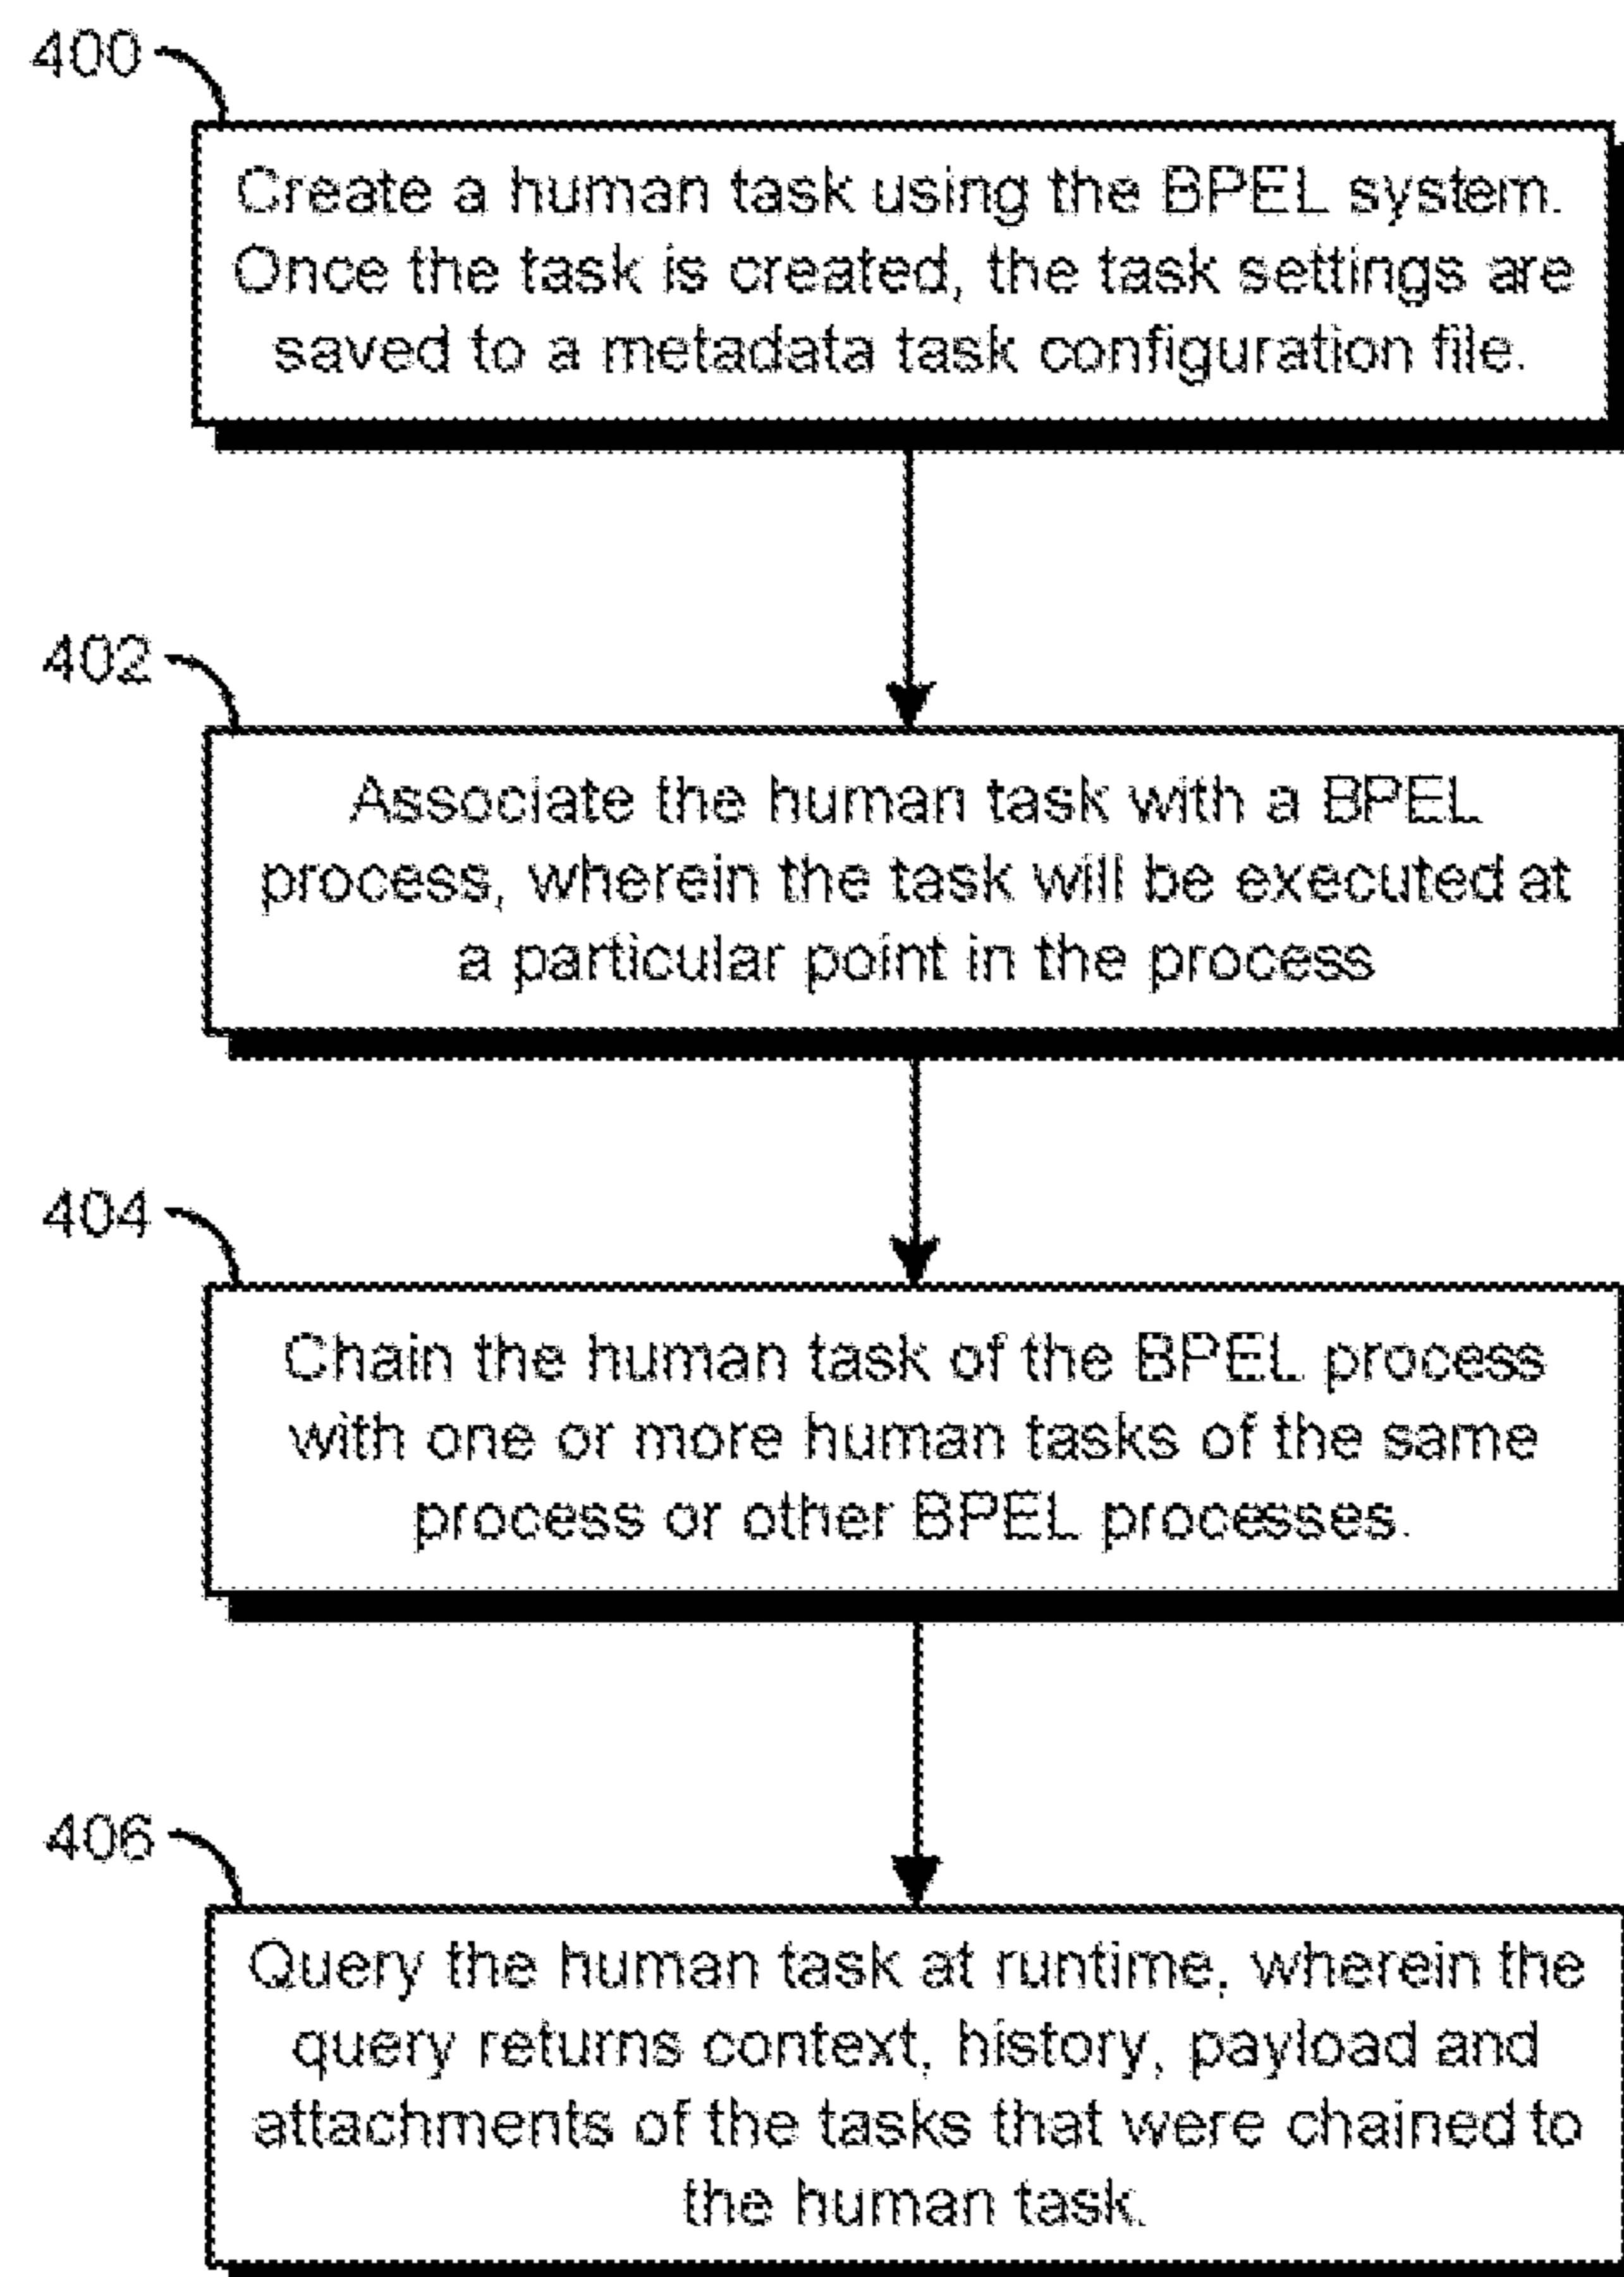 400
Create a human task using the BPEL system.
Once the task is created, the task settings are
saved to a metadata task configuration file.
402
Associate the human task with a BPEL
process, wherein the task will be executed at
a particular point in the process
404
Chain the human task of the BPEL process
with one or more human tasks of the same
process or other BPEL processes.
406
Query the human task at runtime, wherein the
query returns context, history, payload and
attachments of the tasks that were chained to
the human task.